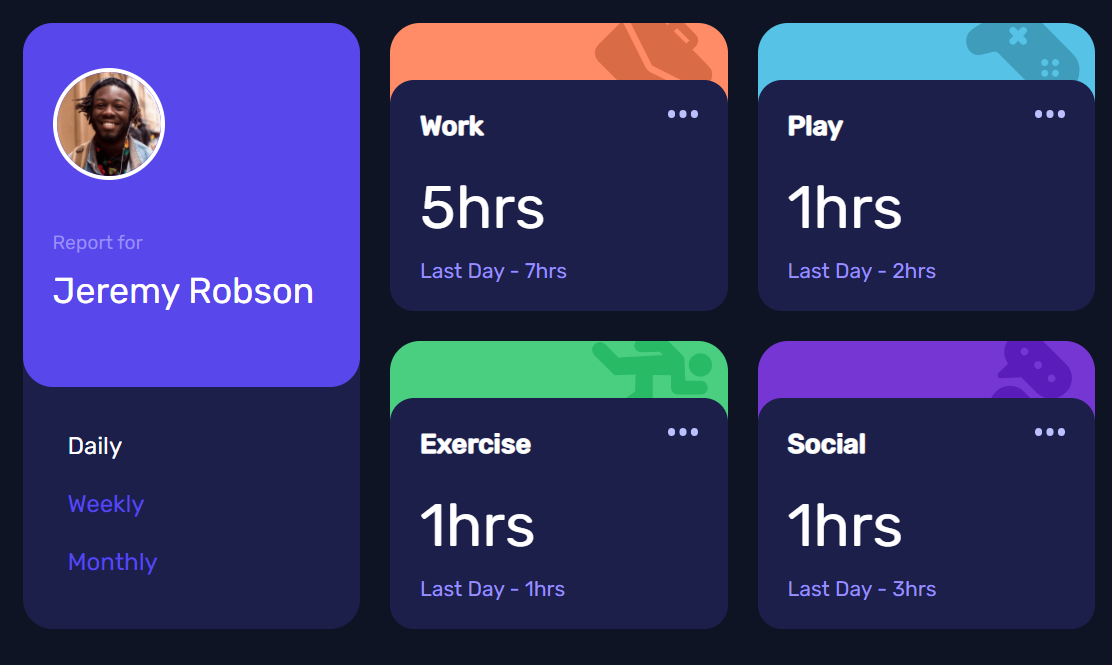 Report for
Jeremy Robson
Daily
Weekly
Monthly
Work
5hrs
Last Day - 7hrs
Play
1hrs
Last Day - 2hrs
Exercise
1hrs
Last Day - 1hrs
Social
1hrs
Last Day - 3hrs